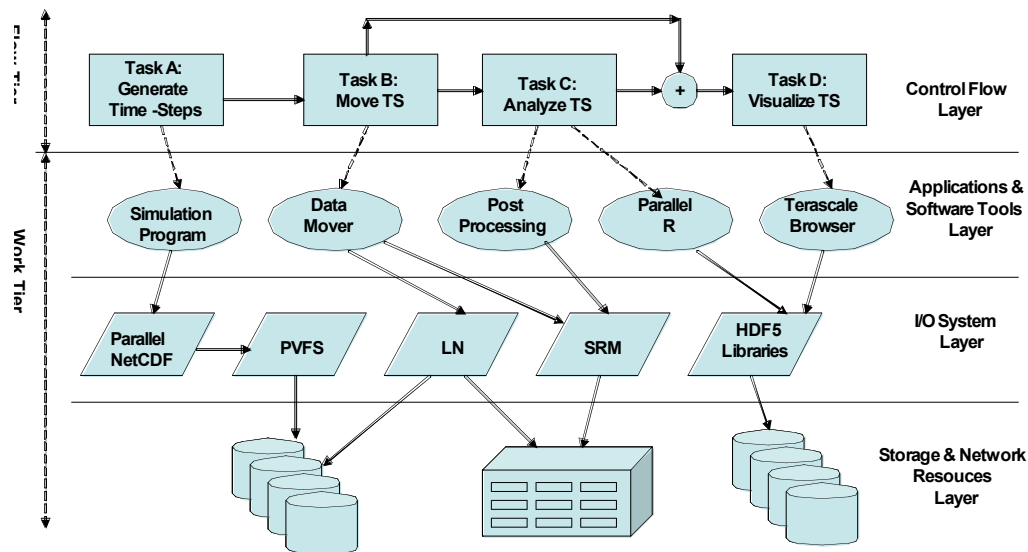 Task A:
Generate
Time -Steps
Task B:
Move TS
Task C:
Analyze TS
+
Task D:
Visualize TS
Control Flow
Layer
Simulation
Program
Data
Mover
Post
Processing
Parallel
R
Terascale
Browser
Applications &
Software Tools
Layer
Work Tier
Parallel
NetCDF
PVFS
LN
SRM
HDF5
Libraries
I/O System
Layer
Storage & Network
Resouces
Layer